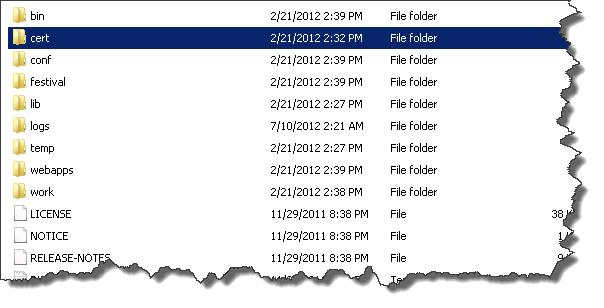 bin 2/21/2012 2:39 PM File folder
cert 2/21/2012 2:32 PM File folder
conf 2/21/2012 2:39 PM File folder
festival 2/21/2012 2:39 PM File folder
lib 2/21/2012 2:27 PM File folder
logs 7/10/2012 2:21 AM File folder
temp 2/21/2012 2:27 PM File folder
webapps 2/21/2012 2:39 PM File folder
work 2/21/2012 2:38 PM File folder
LICENSE 11/29/2011 8:38 PM File 38
NOTICE 11/29/2011 8:38 PM File 1
RELEASE-NOTES 11/29/2011 8:38 PM File 9